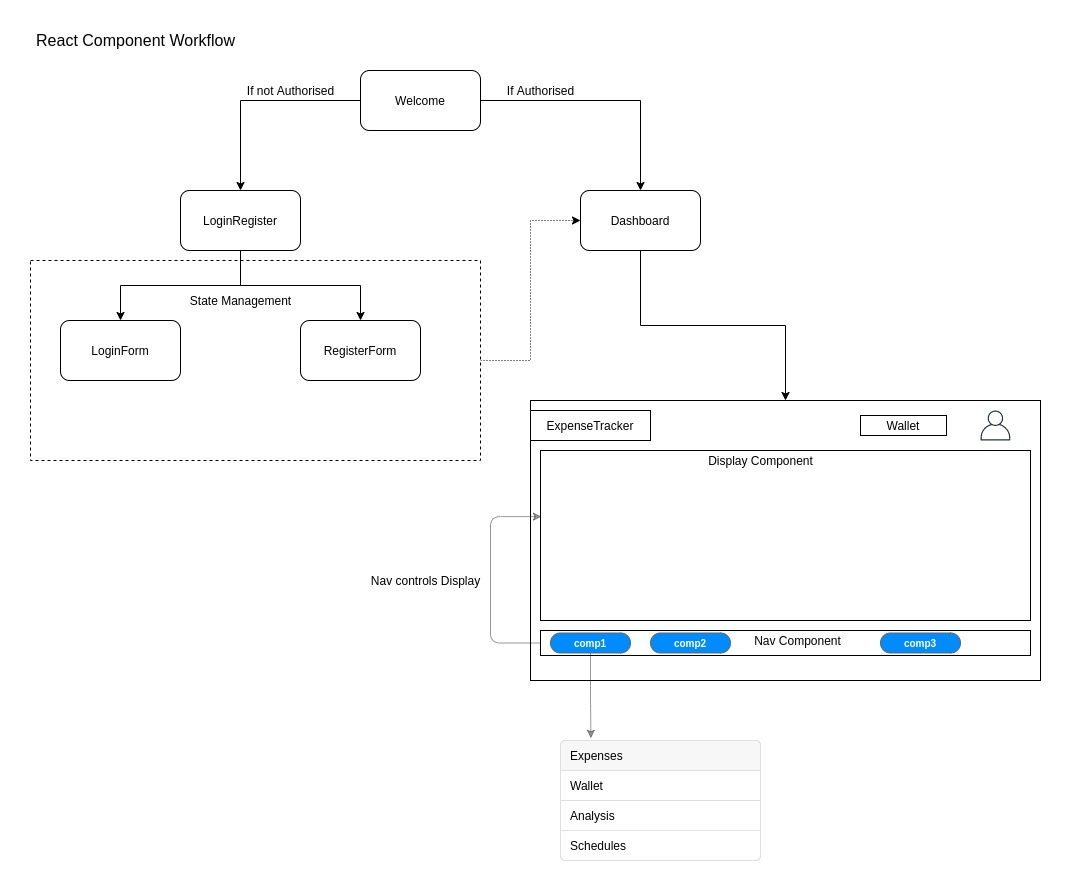 React Component Workflow
If not Authorised
If Authorised
Welcome
LoginRegister
Dashboard
State Management
LoginForm
RegisterForm
ExpenseTracker
Wallet
Display Component
Nav controls Display
comp1
comp2
Nav Component
comp3
Expenses
Wallet
Analysis
Schedules